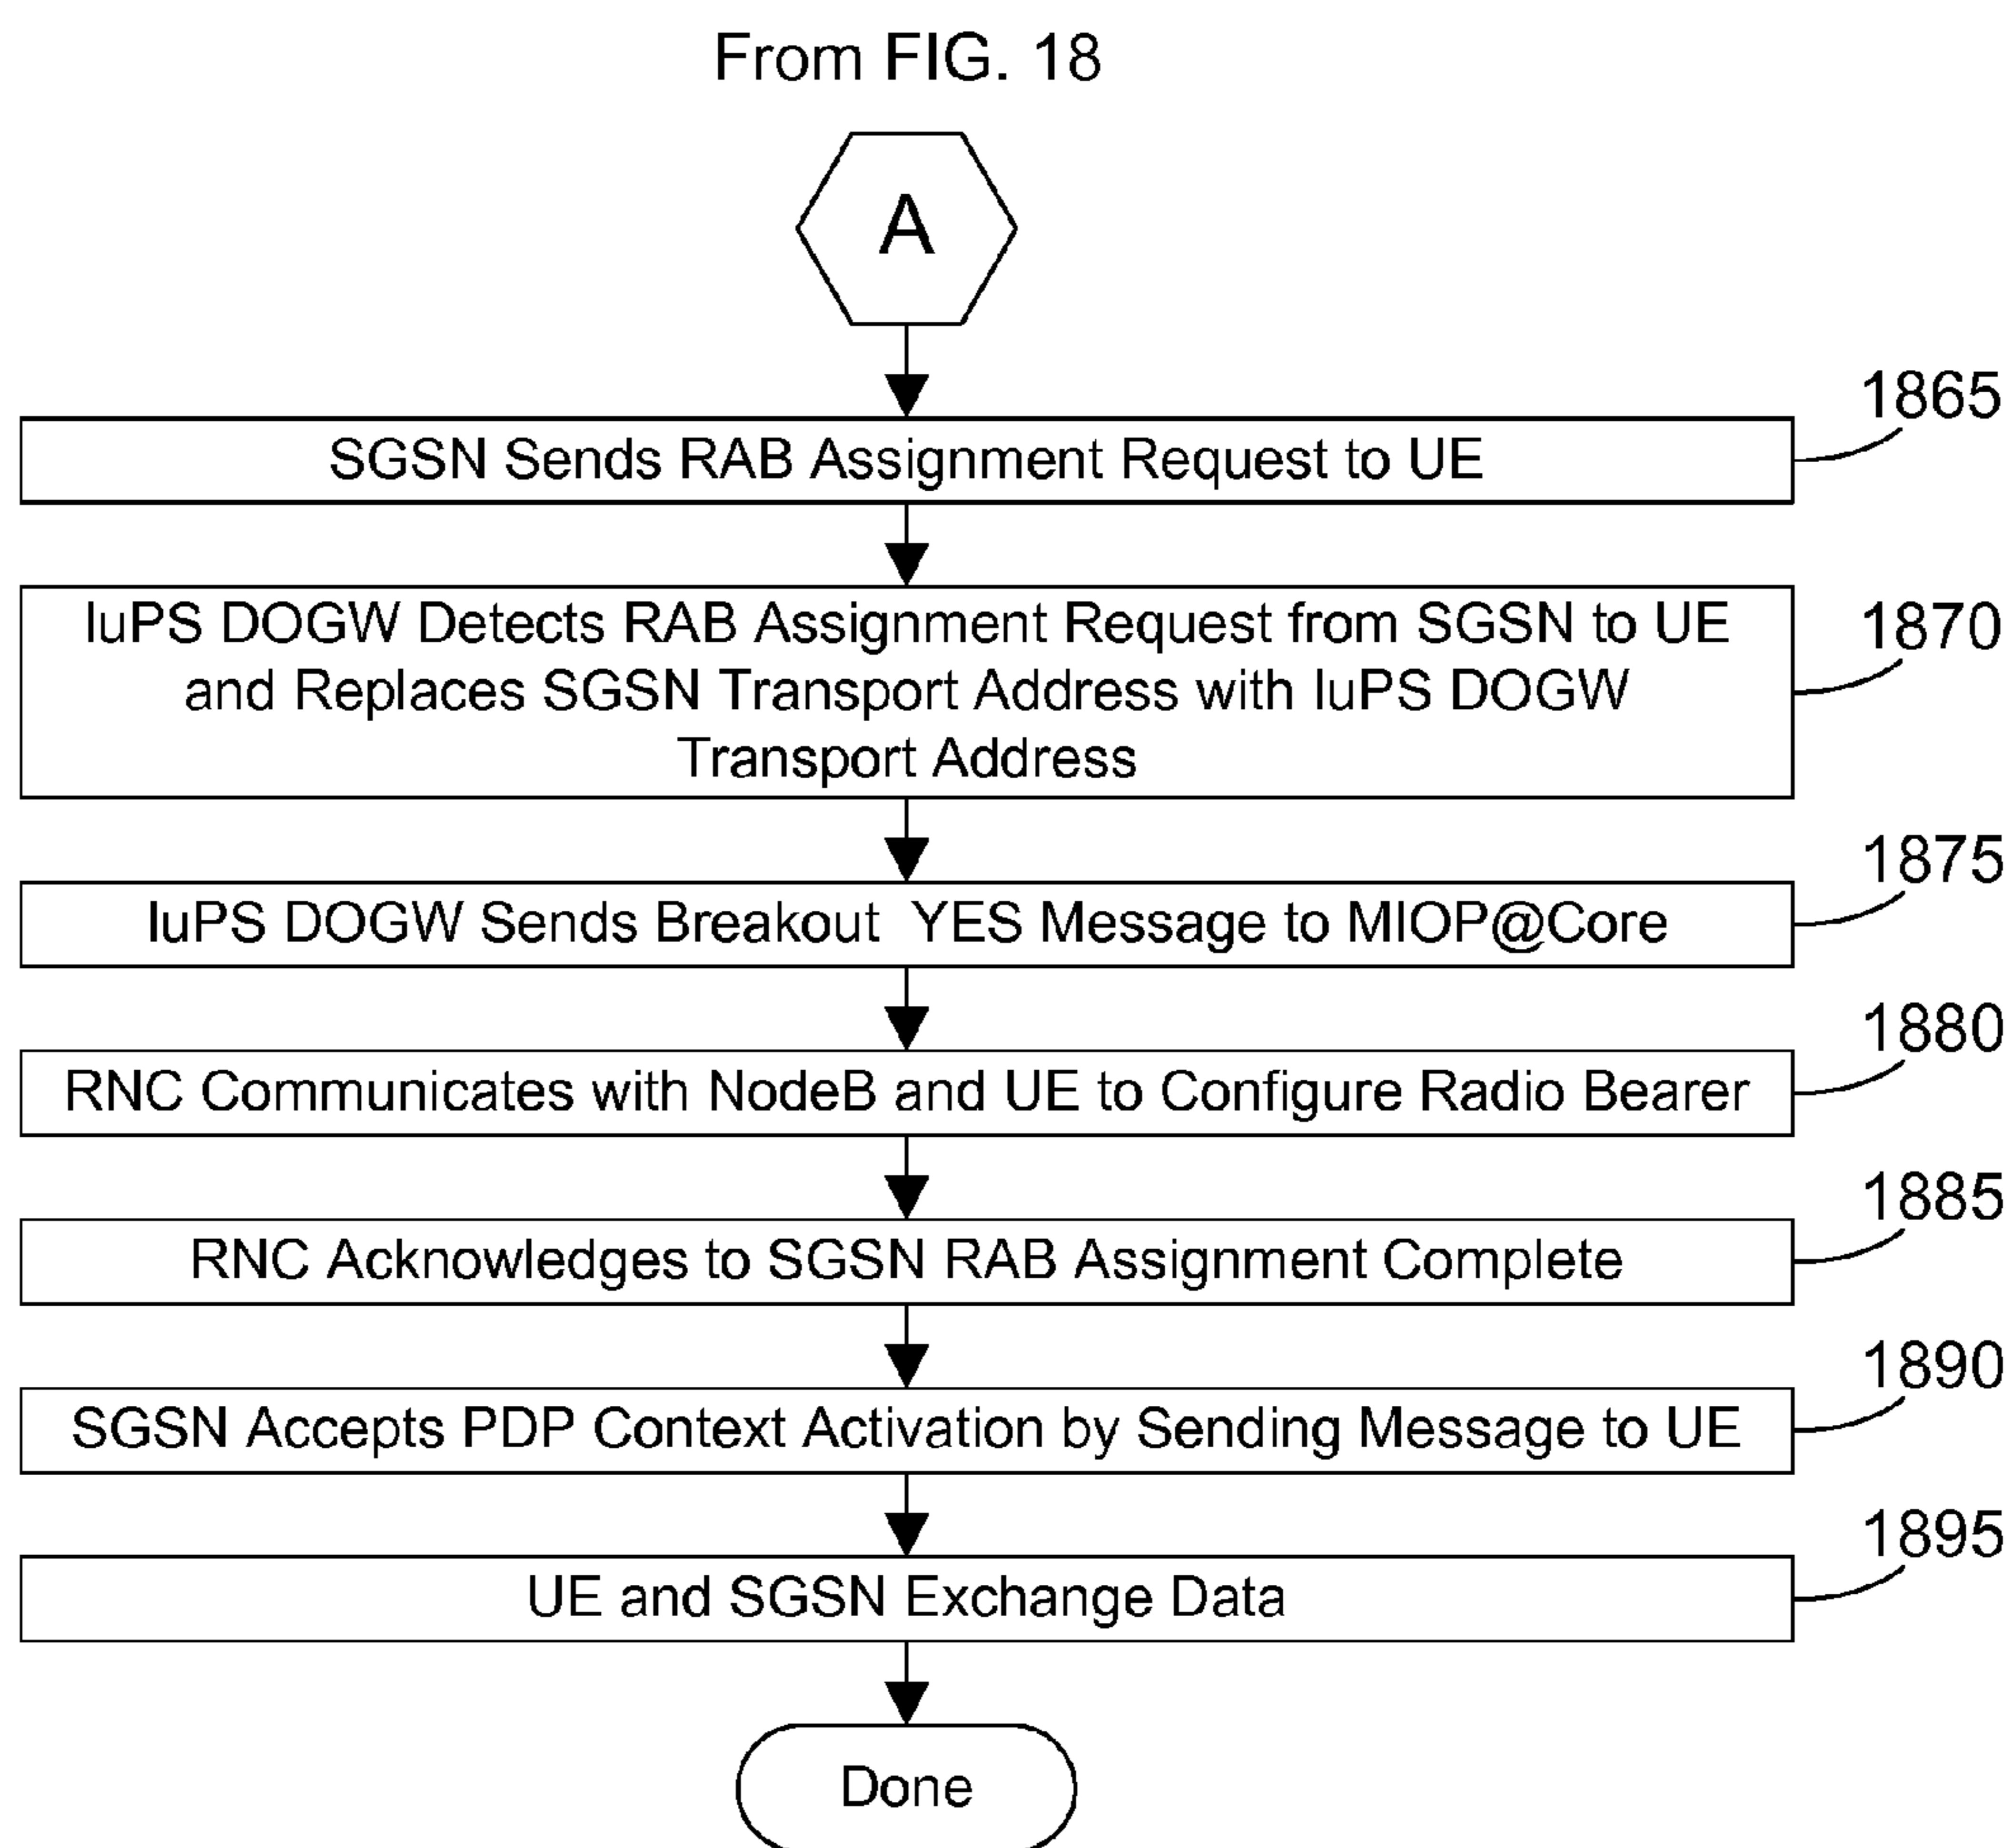 From FIG. 18
A
1865
SGSN Sends RAB Assignment Request to UE
1870
IuPS DOGW Detects RAB Assignment Request from SGSN to UE
and Replaces SGSN Transport Address with IuPS DOGW
Transport Address
1875
IuPS DOGW Sends Breakout YES Message to MIOP@Core
1880
RNC Communicates with NodeB and UE to Configure Radio Bearer
1885
RNC Acknowledges to SGSN RAB Assignment Complete
1890
SGSN Accepts PDP Context Activation by Sending Message to UE
1895
UE and SGSN Exchange Data
Done